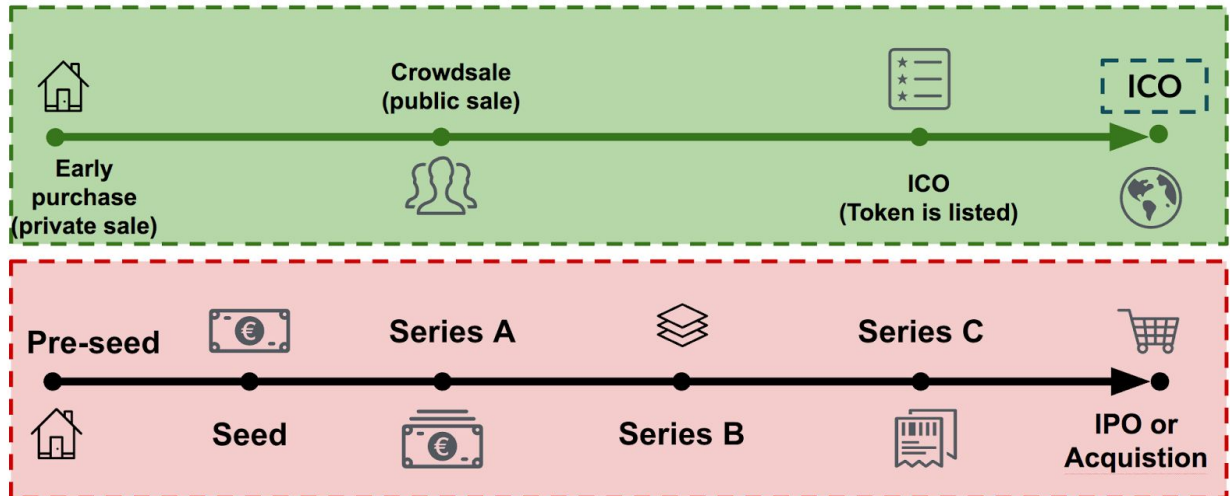 Crowdsale
(public sale)
ICO
Early
purchase
(private sale)
ICO
(Token is listed)
Pre-seed
€
Series A
Series C
Seed
€
Series B
IPO or
Acquistion